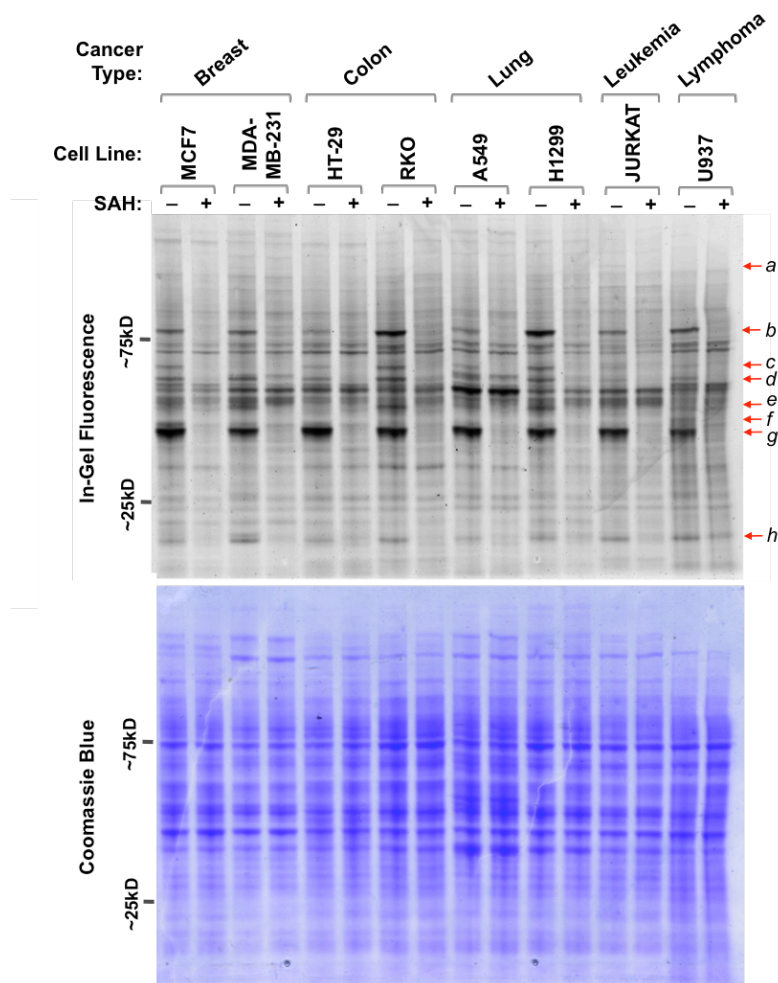 Cancer Type: Breast Colon Lung Leukemia Lymphoma
Cell Line: MCF7 MDA-MB-231 HT-29 RKO A549 H1299 JURKAT U937
SAH: – + – + – + – + – + – + – + – +
In-Gel Fluorescence
~75kD
~25kD
a
b
c
d
e
f
g
h
Coomassie Blue
~75kD
~25kD